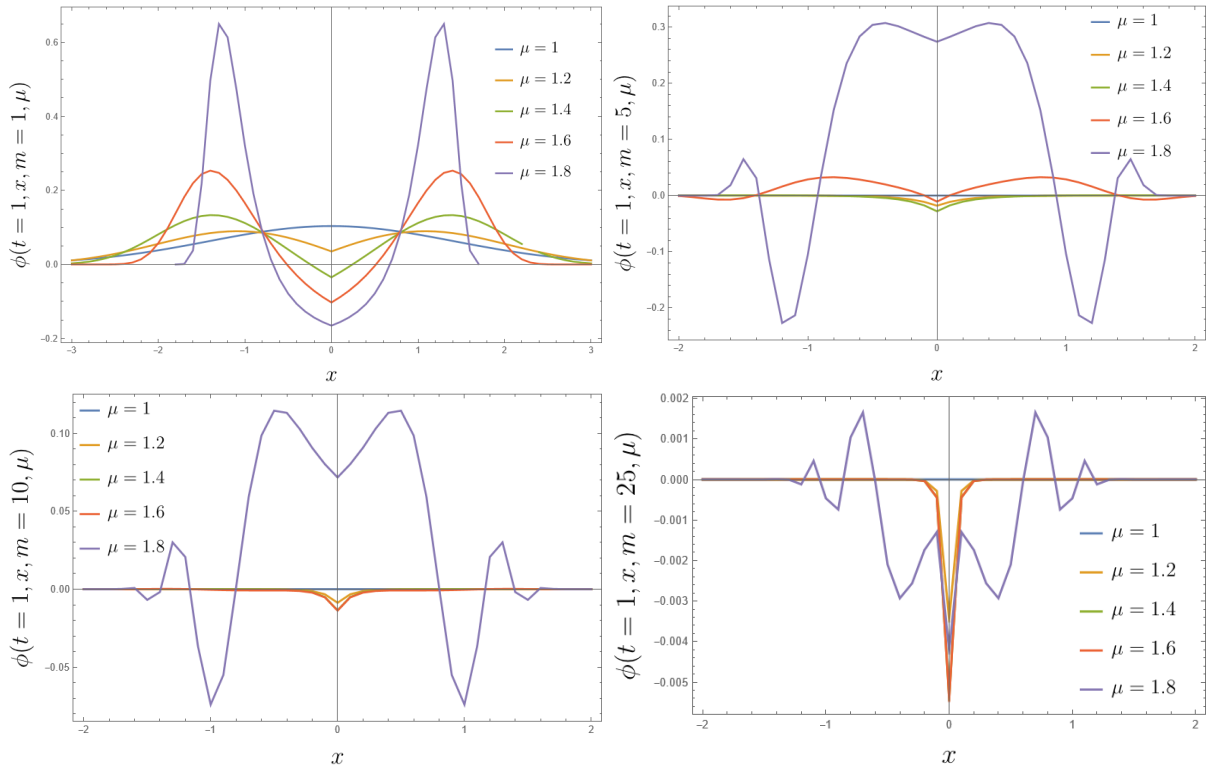 ϕ(t = 1, x, m = 1, μ)
0.6
0.4
0.2
0.0
0.2
−3
−2
−1
0
1
2
3
x
μ = 1
μ = 1.2
μ = 1.4
μ = 1.6
μ = 1.8
ϕ(t = 1, x, m = 5, μ)
0.3
0.2
0.1
0.0
−0.1
−0.2
−2
−1
0
1
2
x
μ = 1
μ = 1.2
μ = 1.4
μ = 1.6
μ = 1.8
ϕ(t = 1, x, m = 10, μ)
0.10
0.05
0.00
−0.05
−2
−1
0
1
2
x
μ = 1
μ = 1.2
μ = 1.4
μ = 1.6
μ = 1.8
ϕ(t = 1, x, m = 25, μ)
0.002
0.001
0.000
−0.001
−0.002
−0.003
−0.004
−0.005
−2
−1
0
1
2
x
μ = 1
μ = 1.2
μ = 1.4
μ = 1.6
μ = 1.8